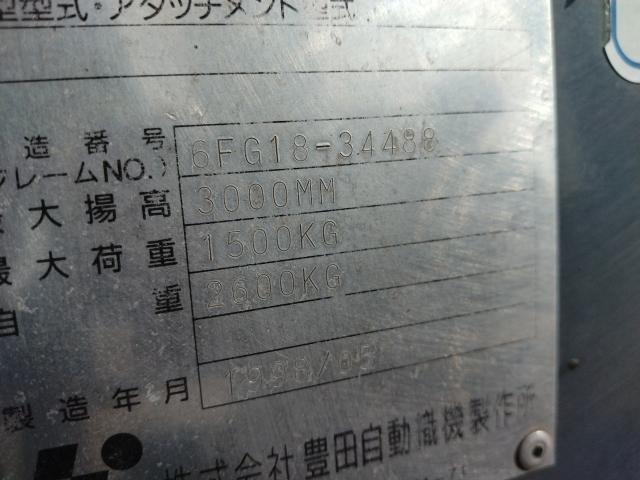 型式・アタッチメント型式
造番号 6FG18-34488
フレームNO.)
大揚高 3000MM
最大荷重 1500KG
自重 2600KG
製造年月 1998/05
株式会社豊田自動織機製作所